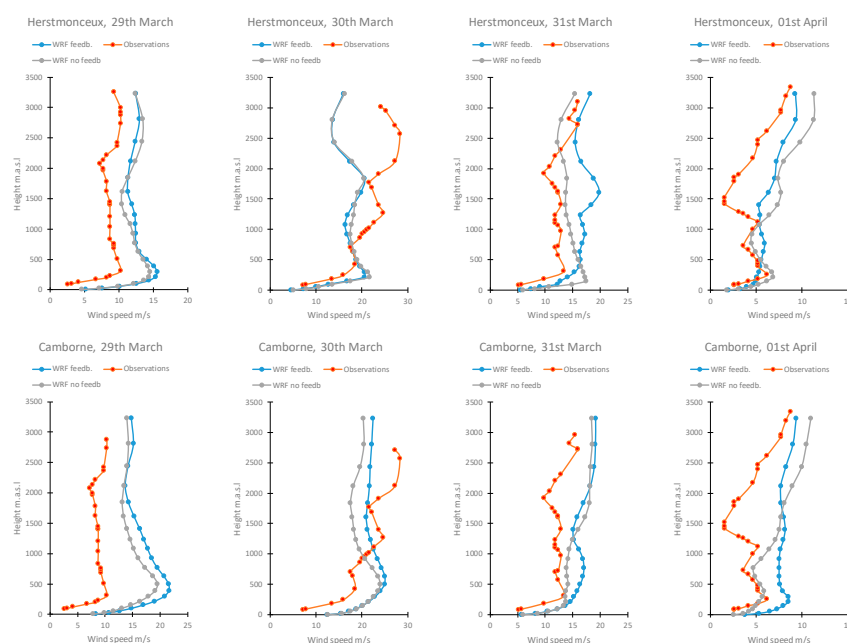 Herstmonceux, 29th March
WRF feedb.
Observations
WRF no feedb
3500
3000
2500
2000
1500
1000
500
0
Height m.a.s.l
0 5 10 15 20 25
Wind speed m/s
Herstmonceux, 30th March
WRF feedb.
Observations
WRF no feedb
3500
3000
2500
2000
1500
1000
500
0
Height m.a.s.l
0 10 20 30
Wind speed m/s
Herstmonceux, 31st March
WRF feedb.
Observations
WRF no feedb
3500
3000
2500
2000
1500
1000
500
0
Height m.a.s.l
0 5 10 15 20 25
Wind speed m/s
Herstmonceux, 01st April
WRF feedb.
Observations
WRF no feedb
3500
3000
2500
2000
1500
1000
500
0
Height m.a.s.l
0 5 10
Wind speed m/s
Camborne, 29th March
WRF feedb.
Observations
WRF no feedb
3500
3000
2500
2000
1500
1000
500
0
Height m.a.s.l
0 5 10 15 20 25
Wind speed m/s
Camborne, 30th March
WRF feedb.
Observations
WRF no feedb
3500
3000
2500
2000
1500
1000
500
0
Height m.a.s.l
0 10 20 30
Wind speed m/s
Camborne, 31st March
WRF feedb.
Observations
WRF no feedb
3500
3000
2500
2000
1500
1000
500
0
Height m.a.s.l
0 5 10 15 20 25
Wind speed m/s
Camborne, 01st April
WRF feedb.
Observations
WRF no feedb
3500
3000
2500
2000
1500
1000
500
0
Height m.a.s.l
0 5 10
Wind speed m/s